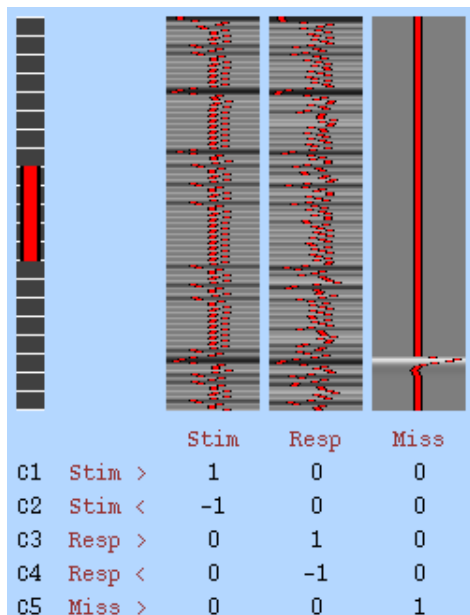 Stim Resp Miss
C1 Stim > 1 0 0
C2 Stim < -1 0 0
C3 Resp > 0 1 0
C4 Resp < 0 -1 0
C5 Miss > 0 0 1